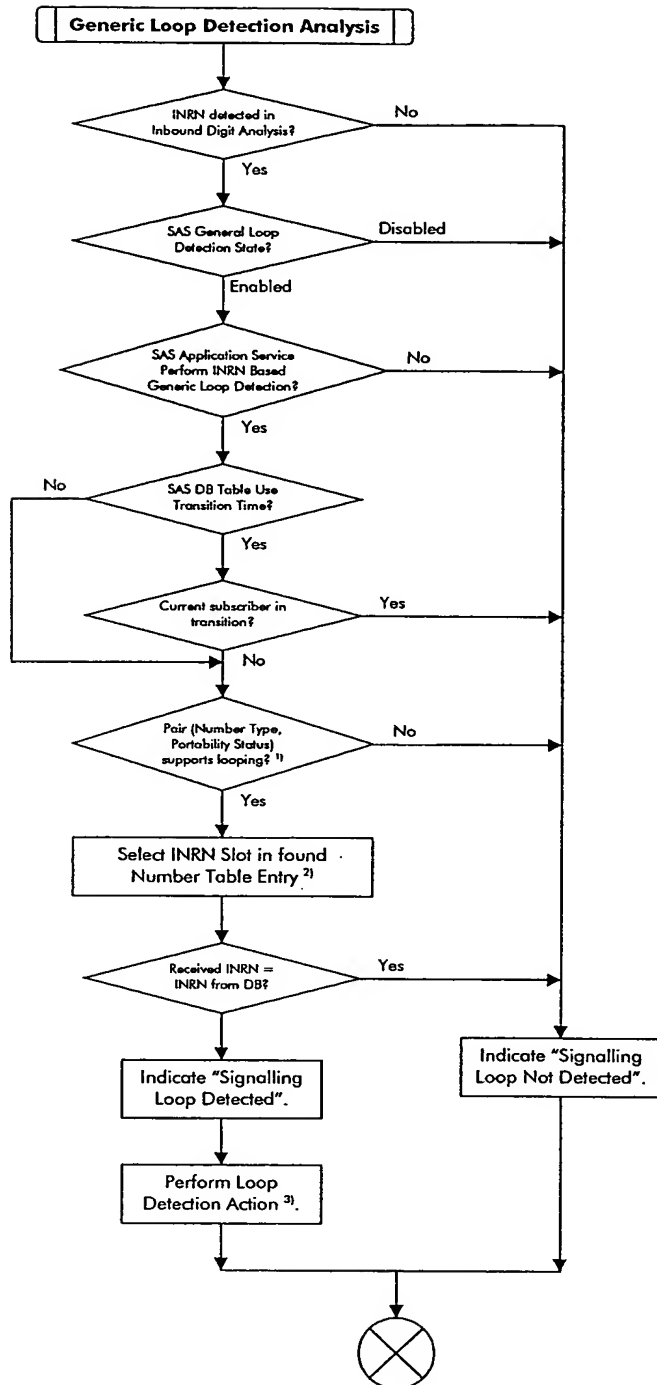 Generic Loop Detection Analysis
INRN detected in
Inbound Digit Analysis?
No
Yes
SAS General Loop
Detection State?
Disabled
Enabled
SAS Application Service
Perform INRN Based
Generic Loop Detection?
No
Yes
No
SAS DB Table Use
Transition Time?
Yes
Current subscriber in
transition?
Yes
No
Pair (Number Type,
Portability Status)
supports looping? 1)
No
Yes
Select INRN Slot in found
Number Table Entry 2)
Received INRN =
INRN from DB?
Yes
Indicate "Signalling
Loop Detected".
Indicate "Signalling
Loop Not Detected".
Perform Loop
Detection Action 3).